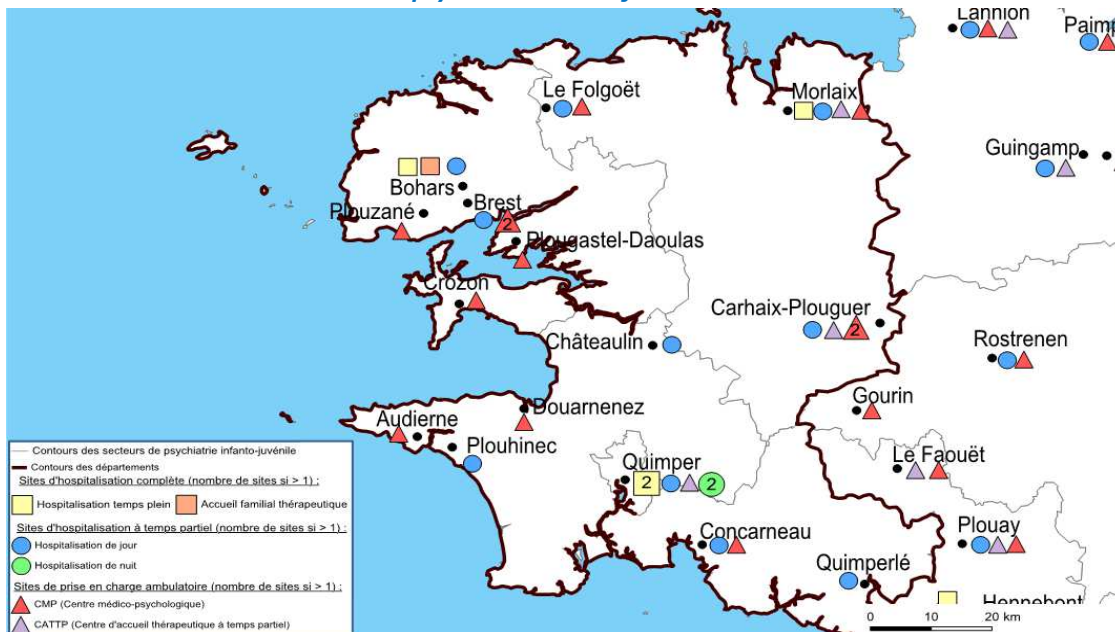 Lannion
Paimp
Le Folgoët
Morlaix
Guingamp
Bohars
Brest
Plouzané
2
Plougastel-Daoulas
Crozon
Carhaix-Plouguer
2
Châteaulin
Rostrenen
Gourin
Douarnenez
Audierne
Plouhinec
Quimper
2
2
Le Faouët
Concarneau
Plouay
Quimperlé
Hennebont
Contours des secteurs de psychiatrie infanto-juvénile
Contours des départements
Sites d'hospitalisation complète (nombre de sites si > 1) :
Hospitalisation temps plein
Accueil familial thérapeutique
Sites d'hospitalisation à temps partiel (nombre de sites si > 1) :
Hospitalisation de jour
Hospitalisation de nuit
Sites de prise en charge ambulatoire (nombre de sites si > 1) :
CMP (Centre médico-psychologique)
CATTP (Centre d'accueil thérapeutique à temps partiel)
0 10 20 km